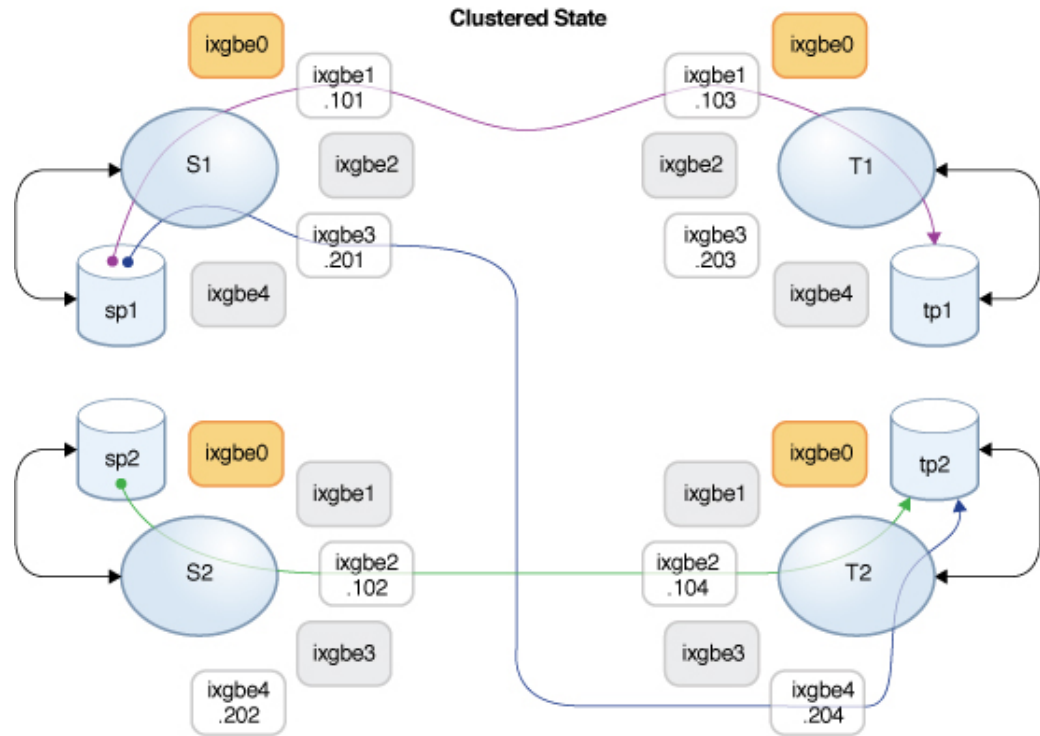 Clustered State
ixgbe0
ixgbe0
ixgbe1
.101
ixgbe1
.103
S1
ixgbe2
ixgbe2
T1
ixgbe3
.201
ixgbe3
.203
ixgbe4
ixgbe4
sp1
tp1
sp2
ixgbe0
ixgbe0
tp2
ixgbe1
ixgbe1
S2
ixgbe2
.102
ixgbe2
.104
T2
ixgbe3
ixgbe3
ixgbe4
.202
ixgbe4
.204